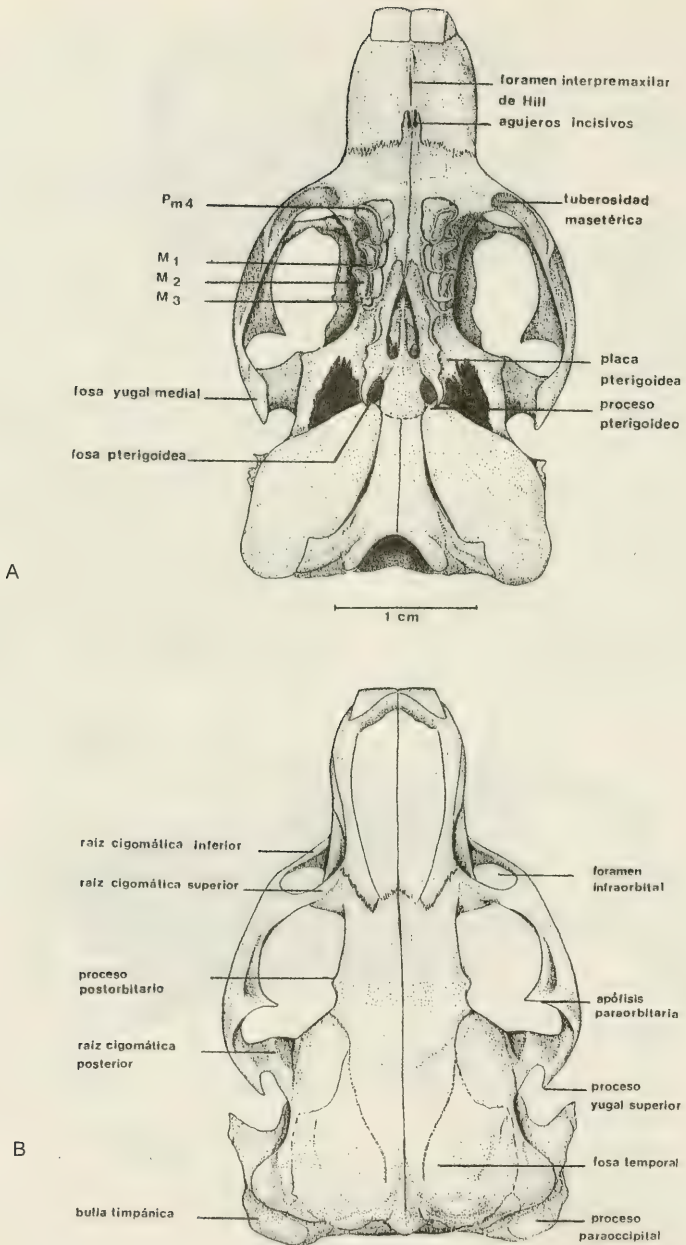 foramen interpremaxilar
de Hill
agujeros incisivos
Pm4
tuberosidad
masetérica
M1
M2
M3
placa
pterigoidea
fosa yugal medial
proceso
pterigoideo
fosa pterigoidea
A
1 cm
raíz cigomática inferior
foramen
infraorbital
raíz cigomática superior
proceso
postorbitario
apófisis
paraorbitaria
raíz cigomática
posterior
proceso
yugal superior
B
fosa temporal
bulla timpánica
proceso
paraoccipital